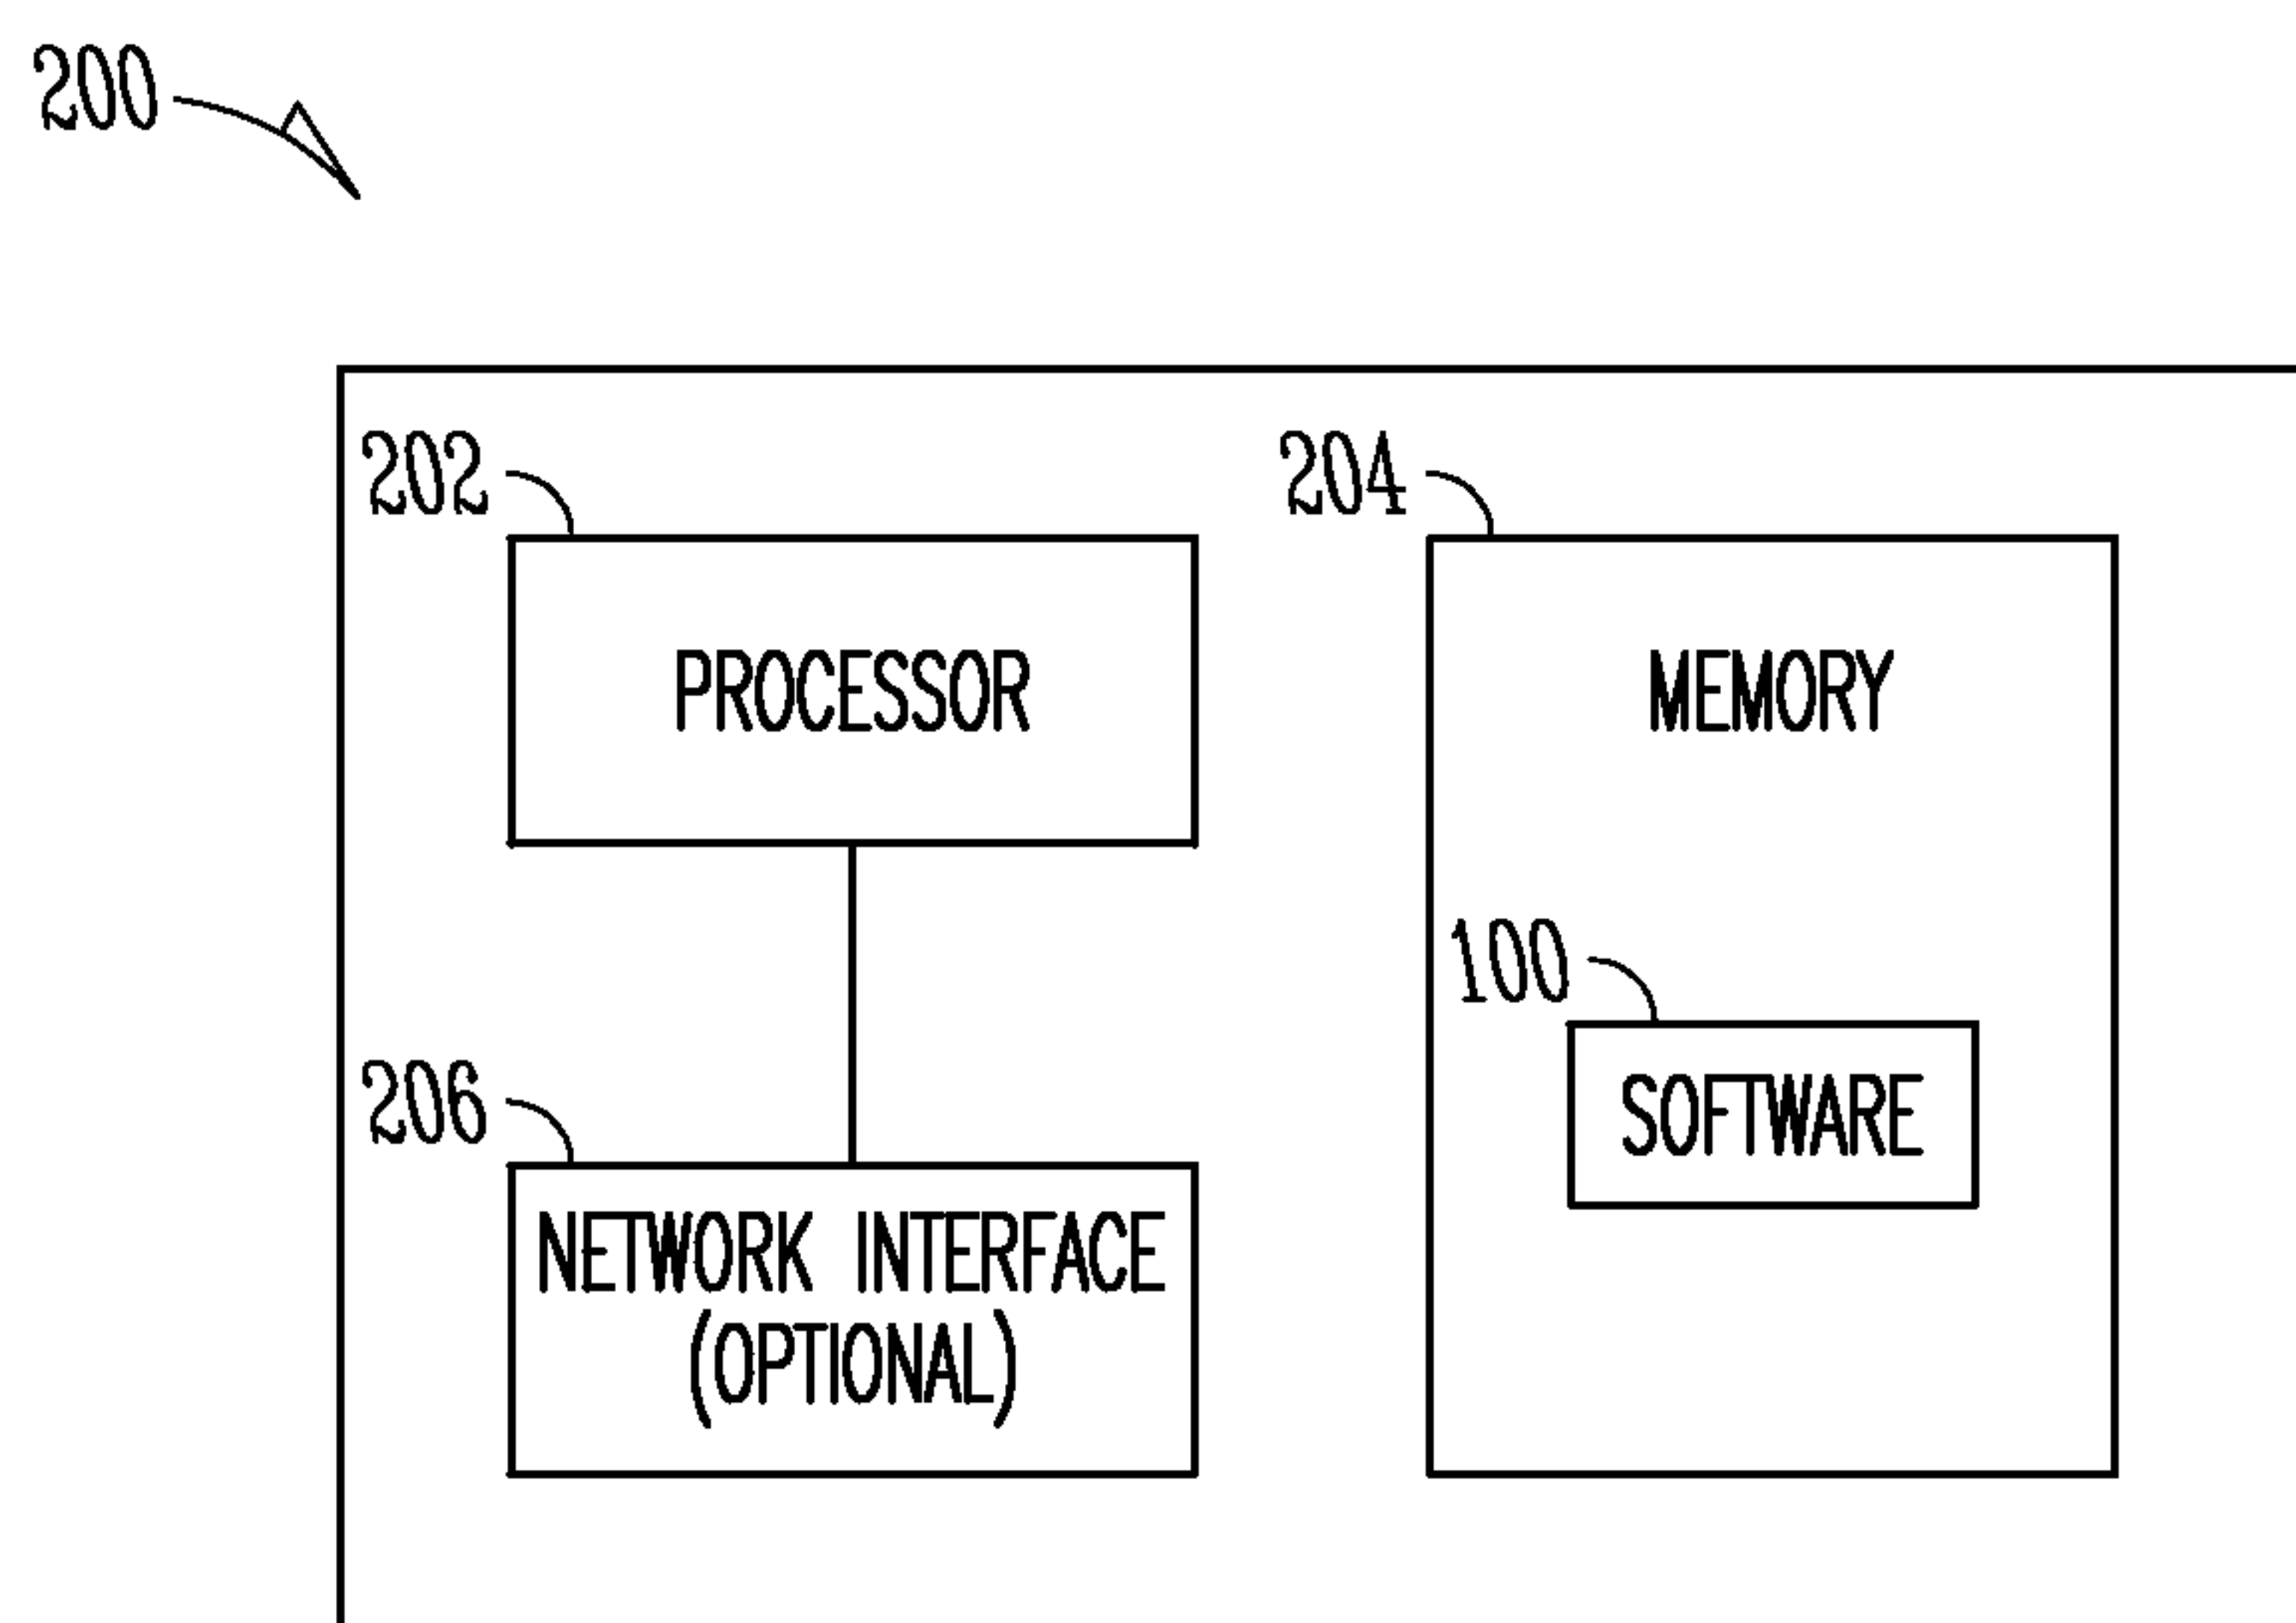 200
202
204
PROCESSOR
MEMORY
100
206
SOFTWARE
NETWORK INTERFACE
(OPTIONAL)